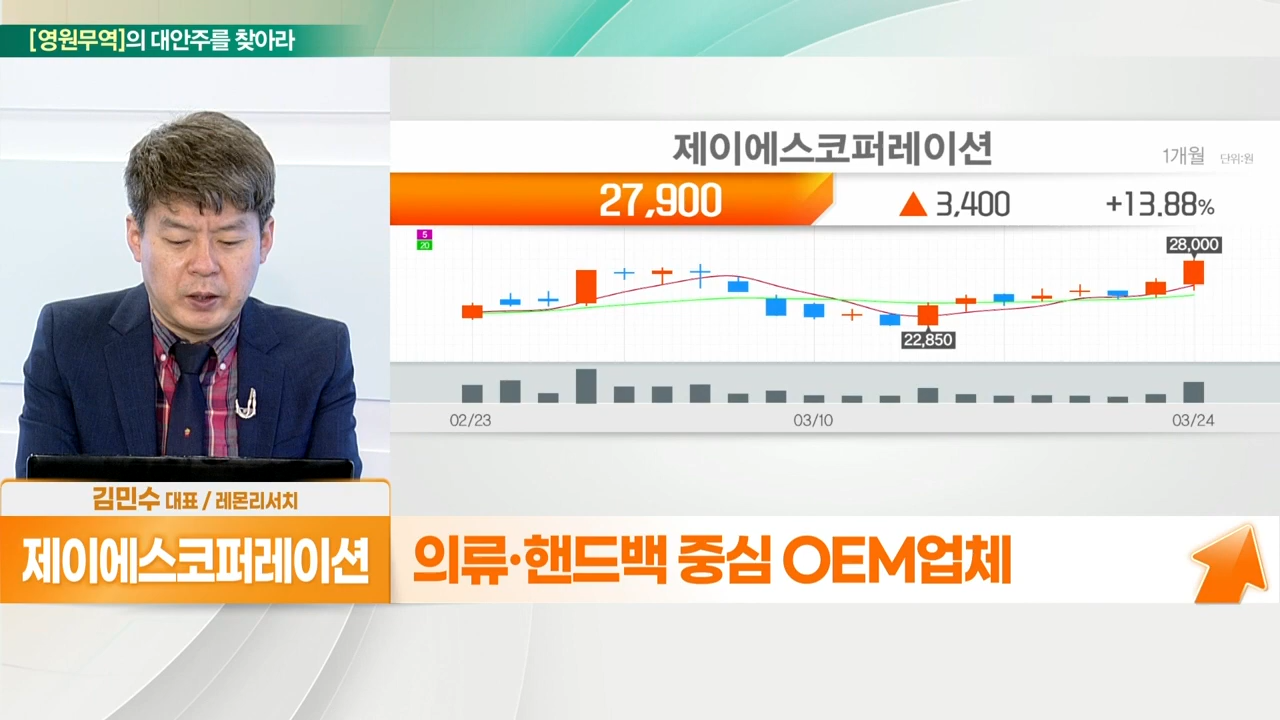 [영원무역]의 대안주를 찾아라
제이에스코퍼레이션
1개월 단위:원
27,900 ▲ 3,400 +13.88%
5
20
28,000
22,850
02/23 03/10 03/24
김민수 대표 / 레몬리서치
제이에스코퍼레이션
의류·핸드백 중심 OEM업체